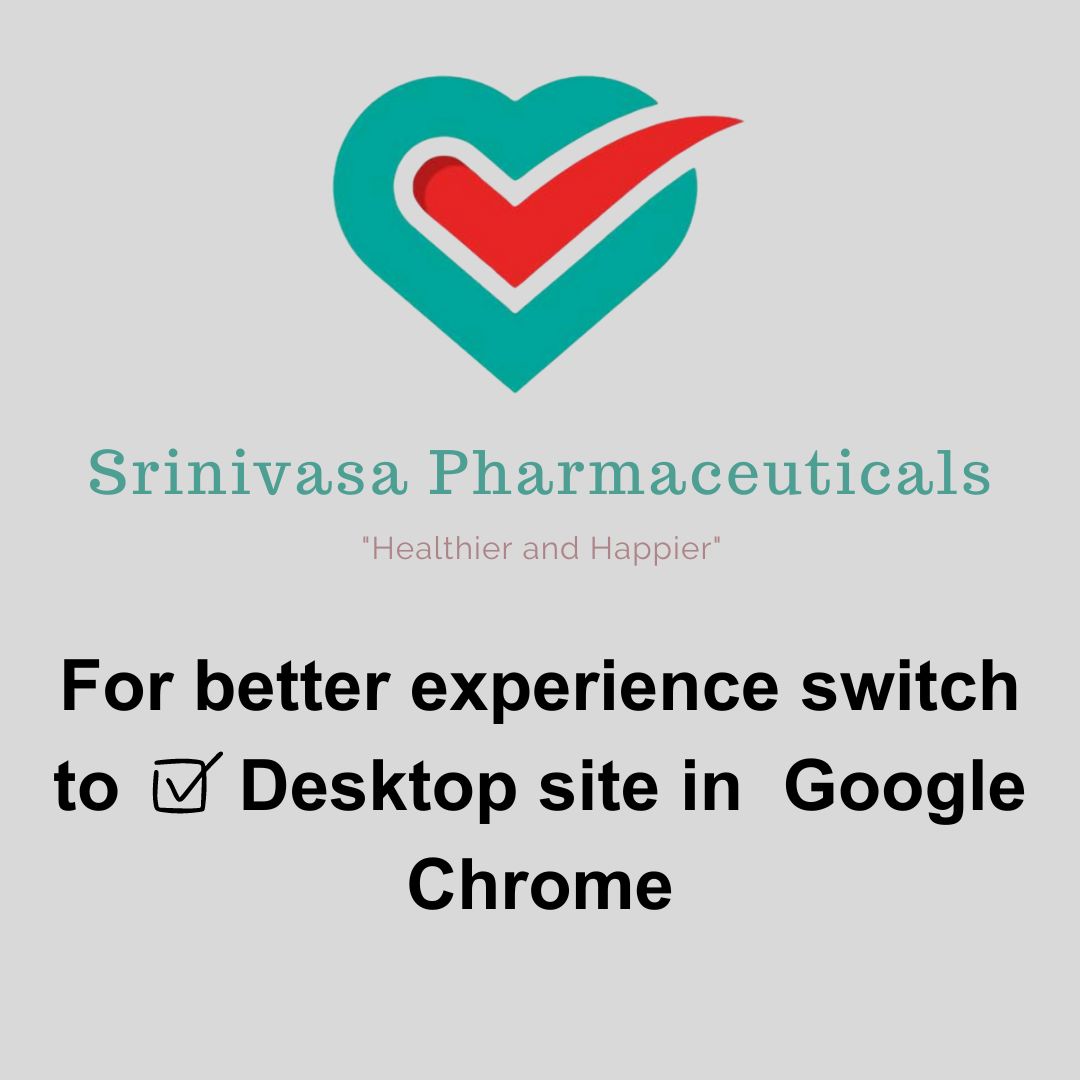 Srinivasa Pharmaceuticals
"Healthier and Happier"
For better experience switch
to ☑ Desktop site in  Google
Chrome